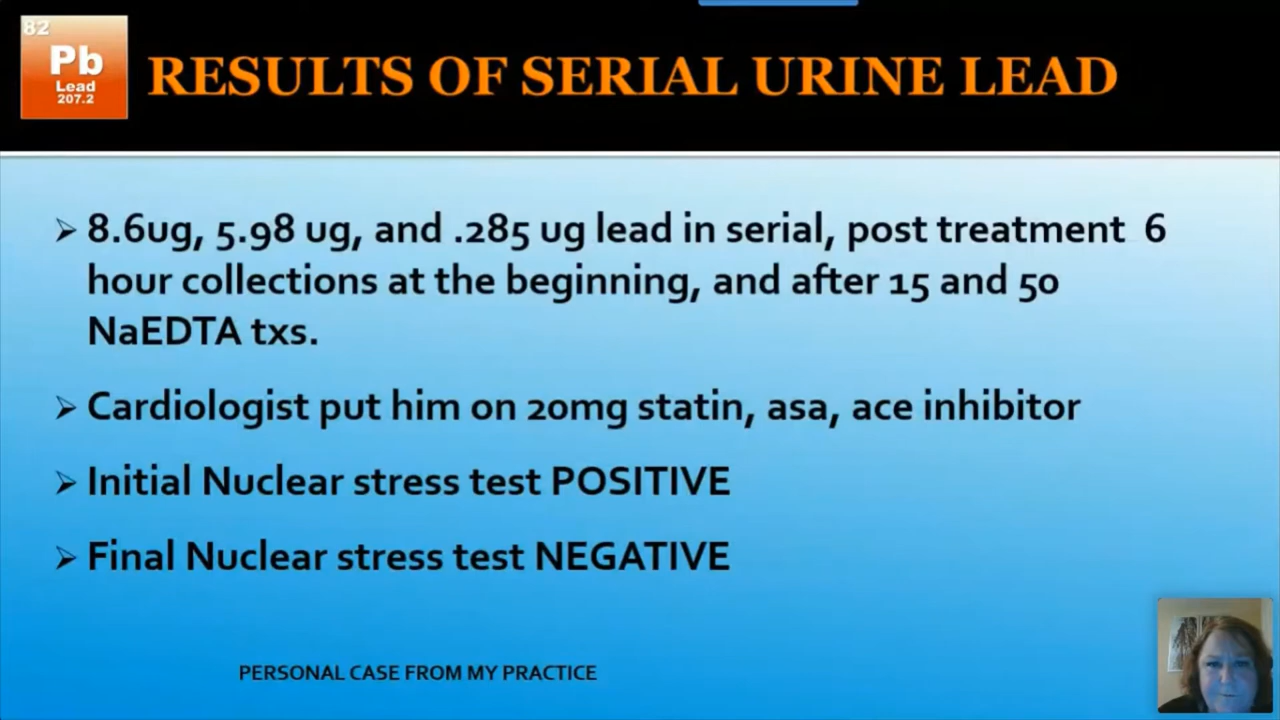 82
Pb
Lead
207.2
RESULTS OF SERIAL URINE LEAD
8.6ug, 5.98 ug, and .285 ug lead in serial, post treatment 6
hour collections at the beginning, and after 15 and 50
NaEDTA txs.
Cardiologist put him on 20mg statin, asa, ace inhibitor
Initial Nuclear stress test POSITIVE
Final Nuclear stress test NEGATIVE
PERSONAL CASE FROM MY PRACTICE